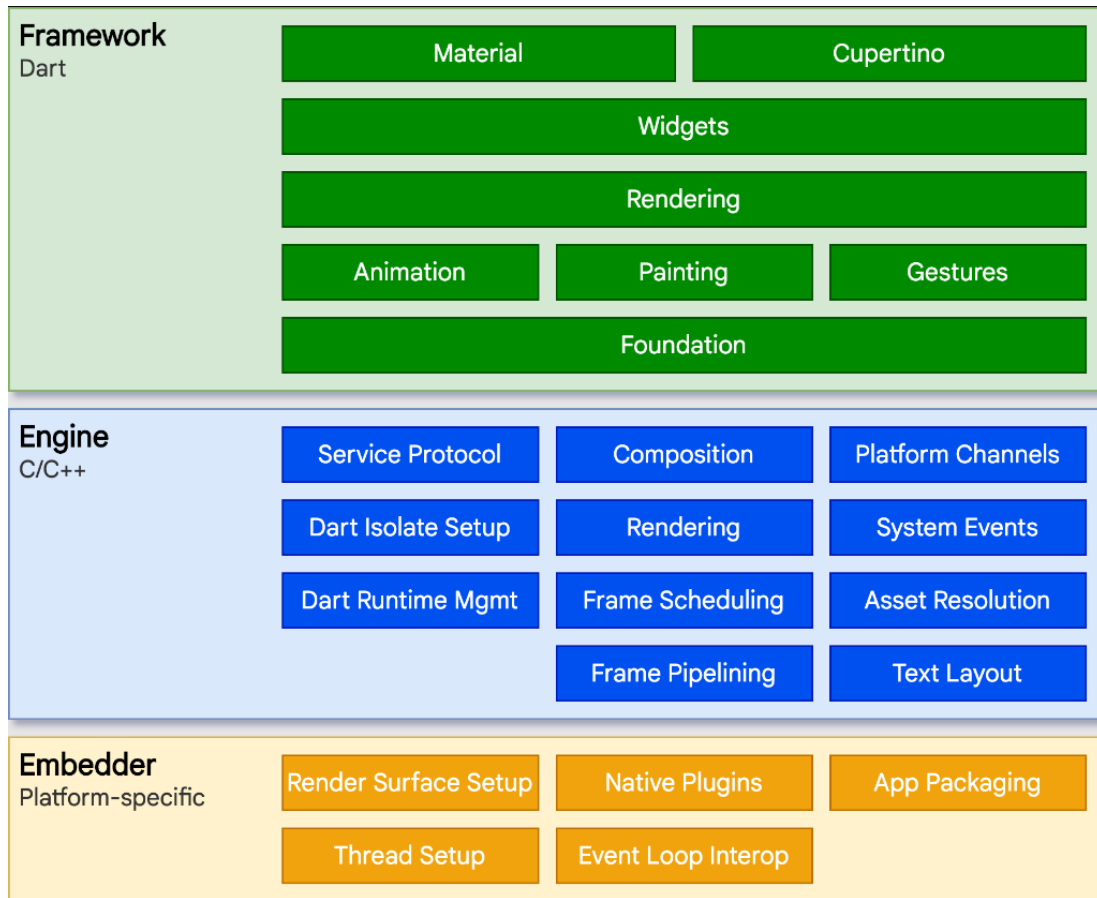 Framework
Dart
Material
Cupertino
Widgets
Rendering
Animation
Painting
Gestures
Foundation
Engine
C/C++
Service Protocol
Composition
Platform Channels
Dart Isolate Setup
Rendering
System Events
Dart Runtime Mgmt
Frame Scheduling
Asset Resolution
Frame Pipelining
Text Layout
Embedder
Platform-specific
Render Surface Setup
Native Plugins
App Packaging
Thread Setup
Event Loop Interop